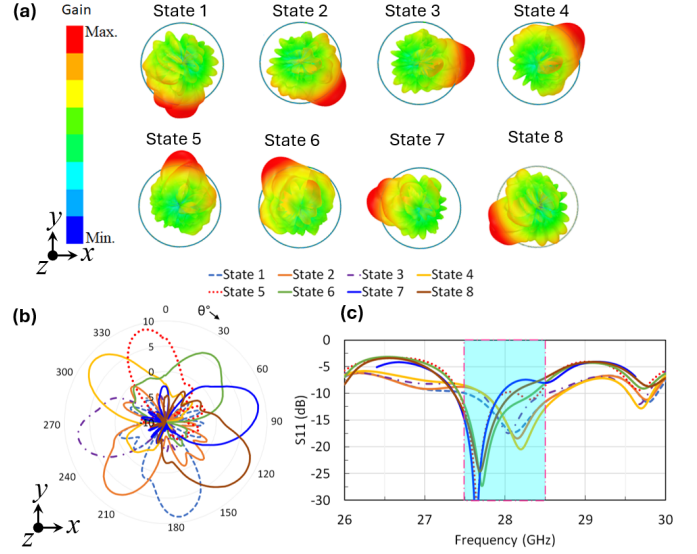 (a)
Gain
Max.
Min.
y
z
x
State 1
State 2
State 3
State 4
State 5
State 6
State 7
State 8
State 1
State 2
State 3
State 4
State 5
State 6
State 7
State 8
(b)
0
θ°
30
60
90
120
150
180
210
240
270
300
330
10
5
0
-5
-10
y
z
x
(c)
0
-5
-10
-15
-20
-25
-30
S11 (dB)
26
27
28
29
30
Frequency (GHz)